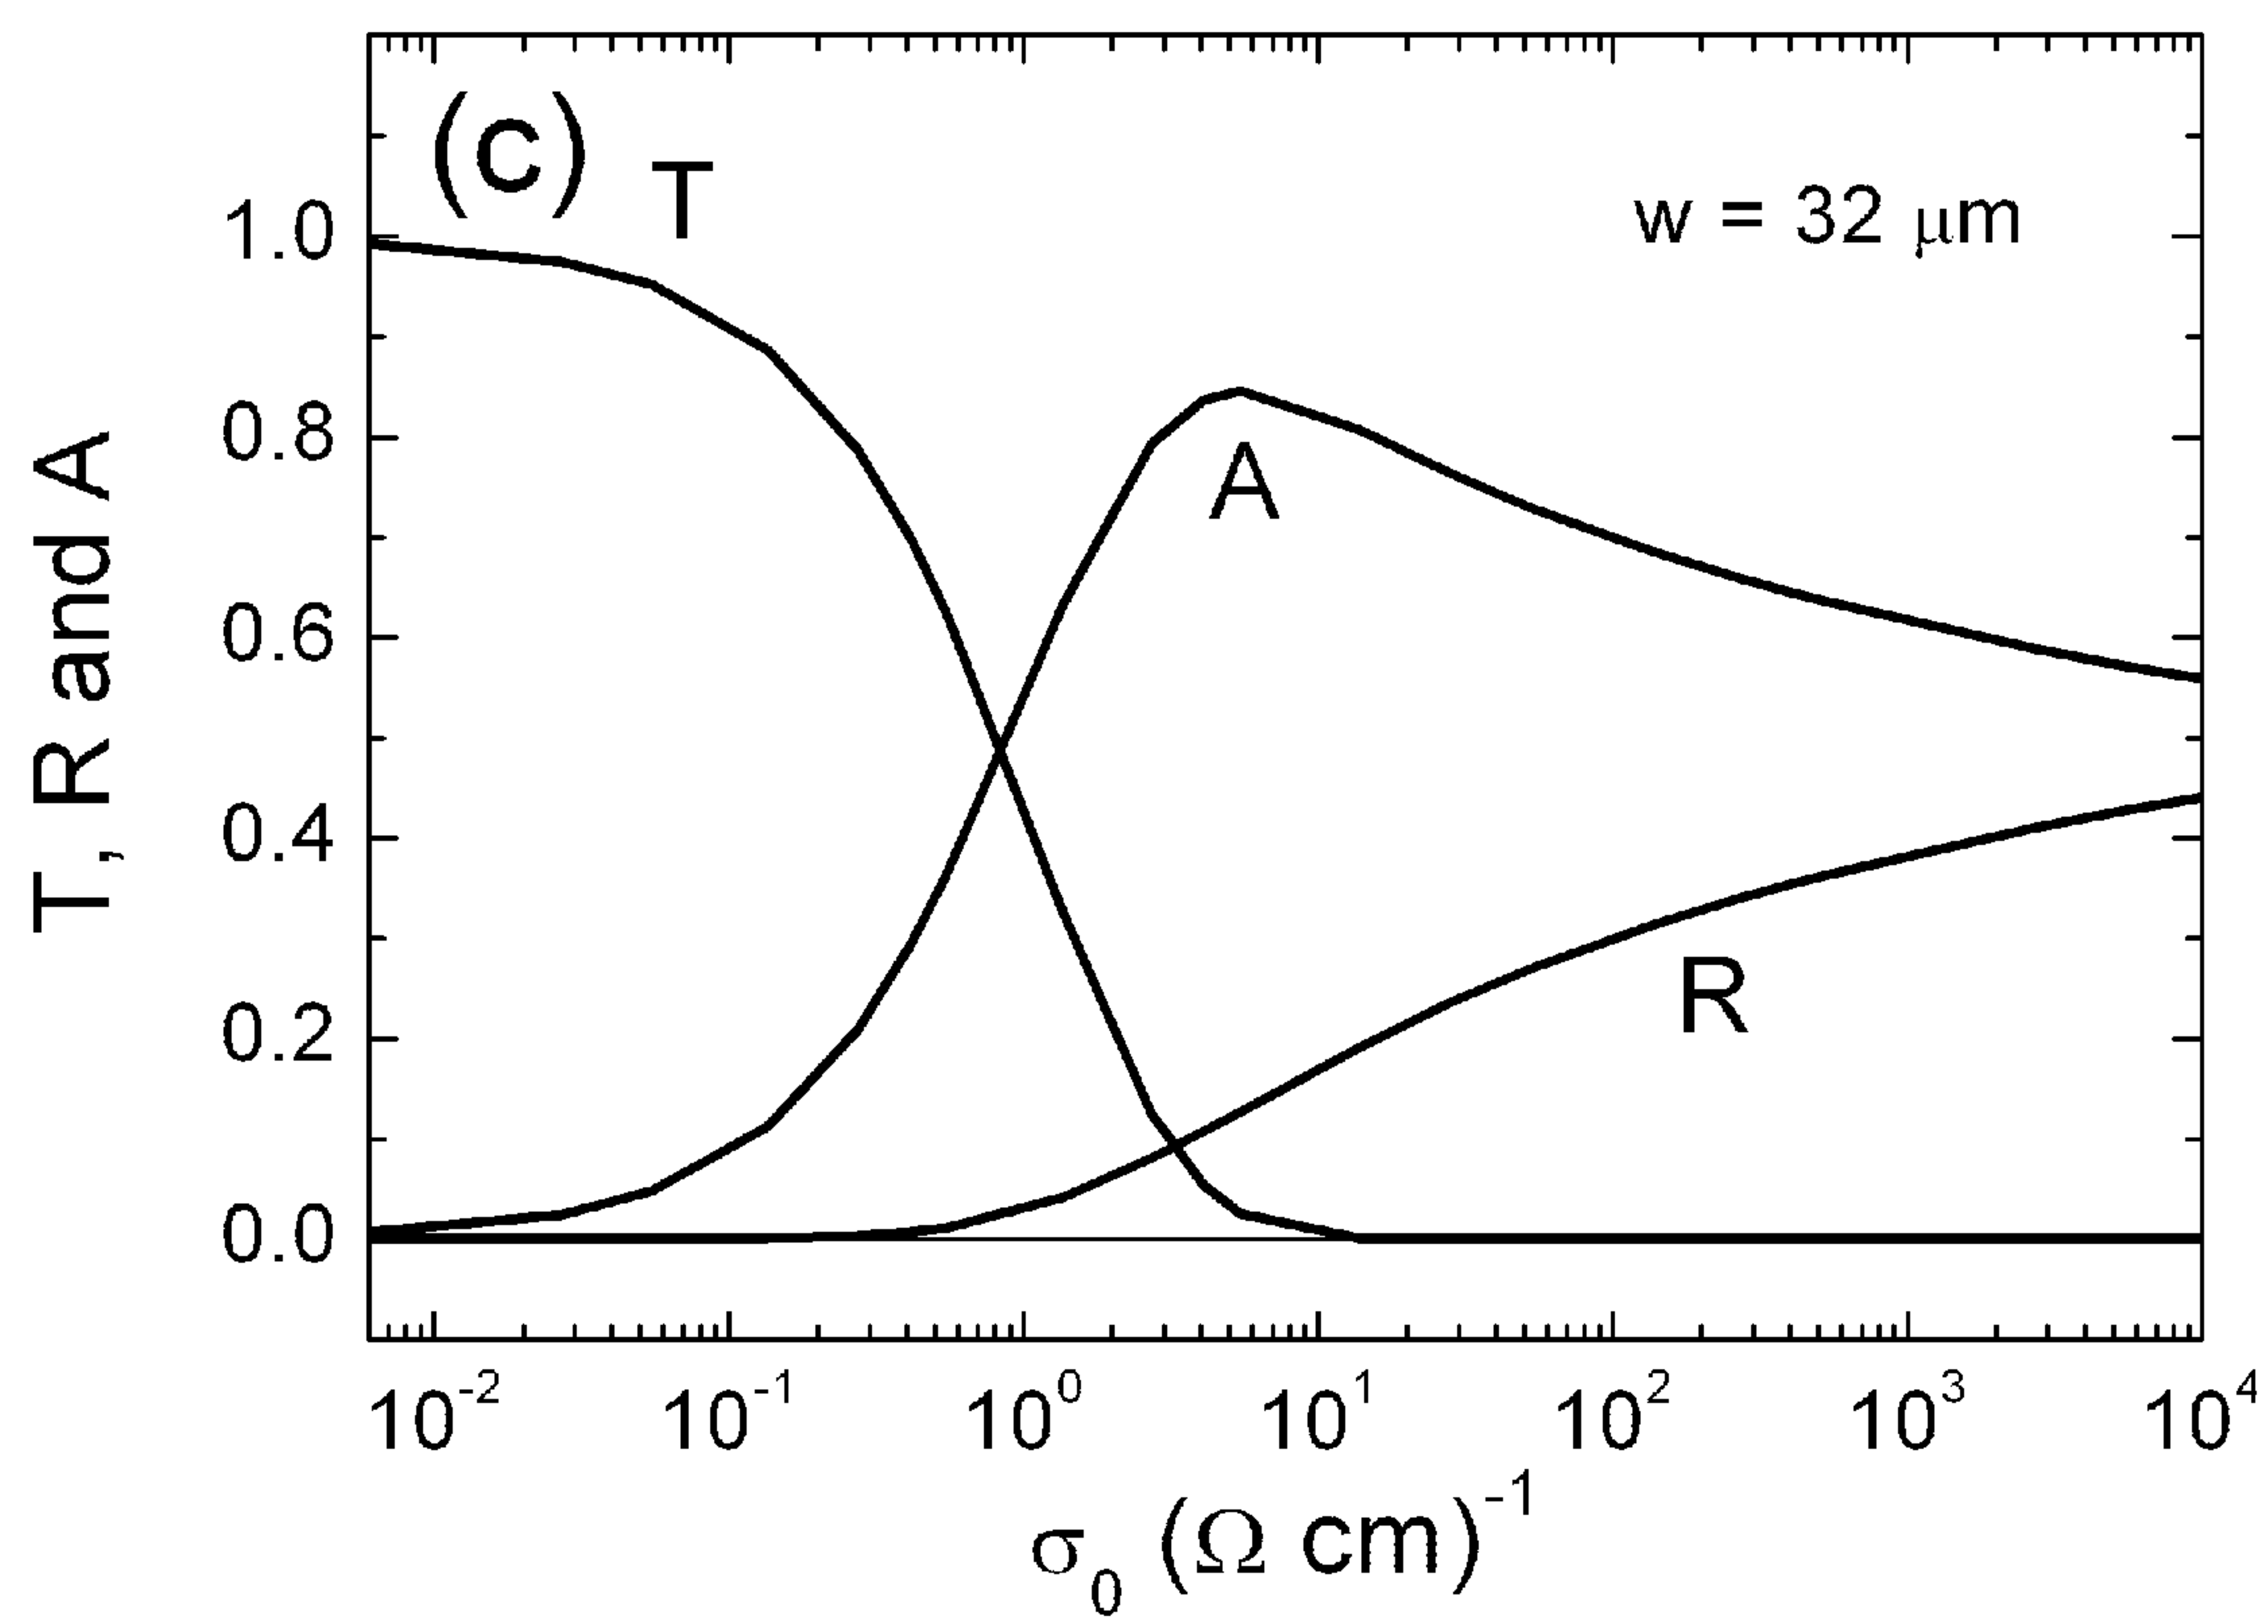 (c)
T
w = 32 μm
1.0
0.8
0.6
0.4
0.2
0.0
T, R and A
A
R
10⁻² 10⁻¹ 10⁰ 10¹ 10² 10³ 10⁴
σ₀ (Ω cm)⁻¹